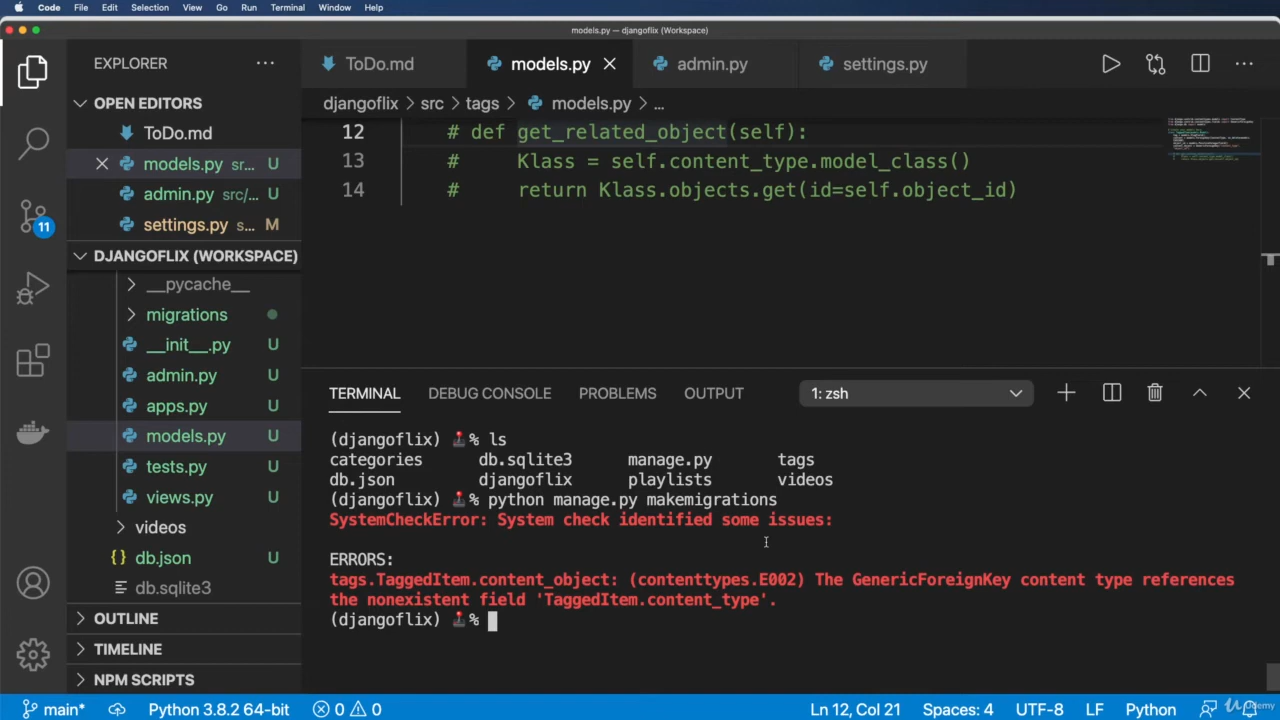 Code File Edit Selection View Go Run Terminal Window Help
models.py — djangoflix (Workspace)
EXPLORER ...
ToDo.md models.py admin.py settings.py ...
OPEN EDITORS
ToDo.md
models.py sr... U
admin.py src/... U
settings.py s... M
djangoflix > src > tags > models.py > ...
12 # def get_related_object(self):
13 # Klass = self.content_type.model_class()
14 # return Klass.objects.get(id=self.object_id)
DJANGOFLIX (WORKSPACE)
__pycache__
migrations
__init__.py U
admin.py U
apps.py U
models.py U
tests.py U
views.py U
videos
db.json U
db.sqlite3
OUTLINE
TIMELINE
NPM SCRIPTS
11
TERMINAL DEBUG CONSOLE PROBLEMS OUTPUT 1: zsh
(djangoflix) % ls
categories db.sqlite3 manage.py tags
db.json djangoflix playlists videos
(djangoflix) % python manage.py makemigrations
SystemCheckError: System check identified some issues:
ERRORS:
tags.TaggedItem.content_object: (contenttypes.E002) The GenericForeignKey content type references
the nonexistent field 'TaggedItem.content_type'.
(djangoflix) %
main* Python 3.8.2 64-bit 0 0 Ln 12, Col 21 Spaces: 4 UTF-8 LF Python
Udemy